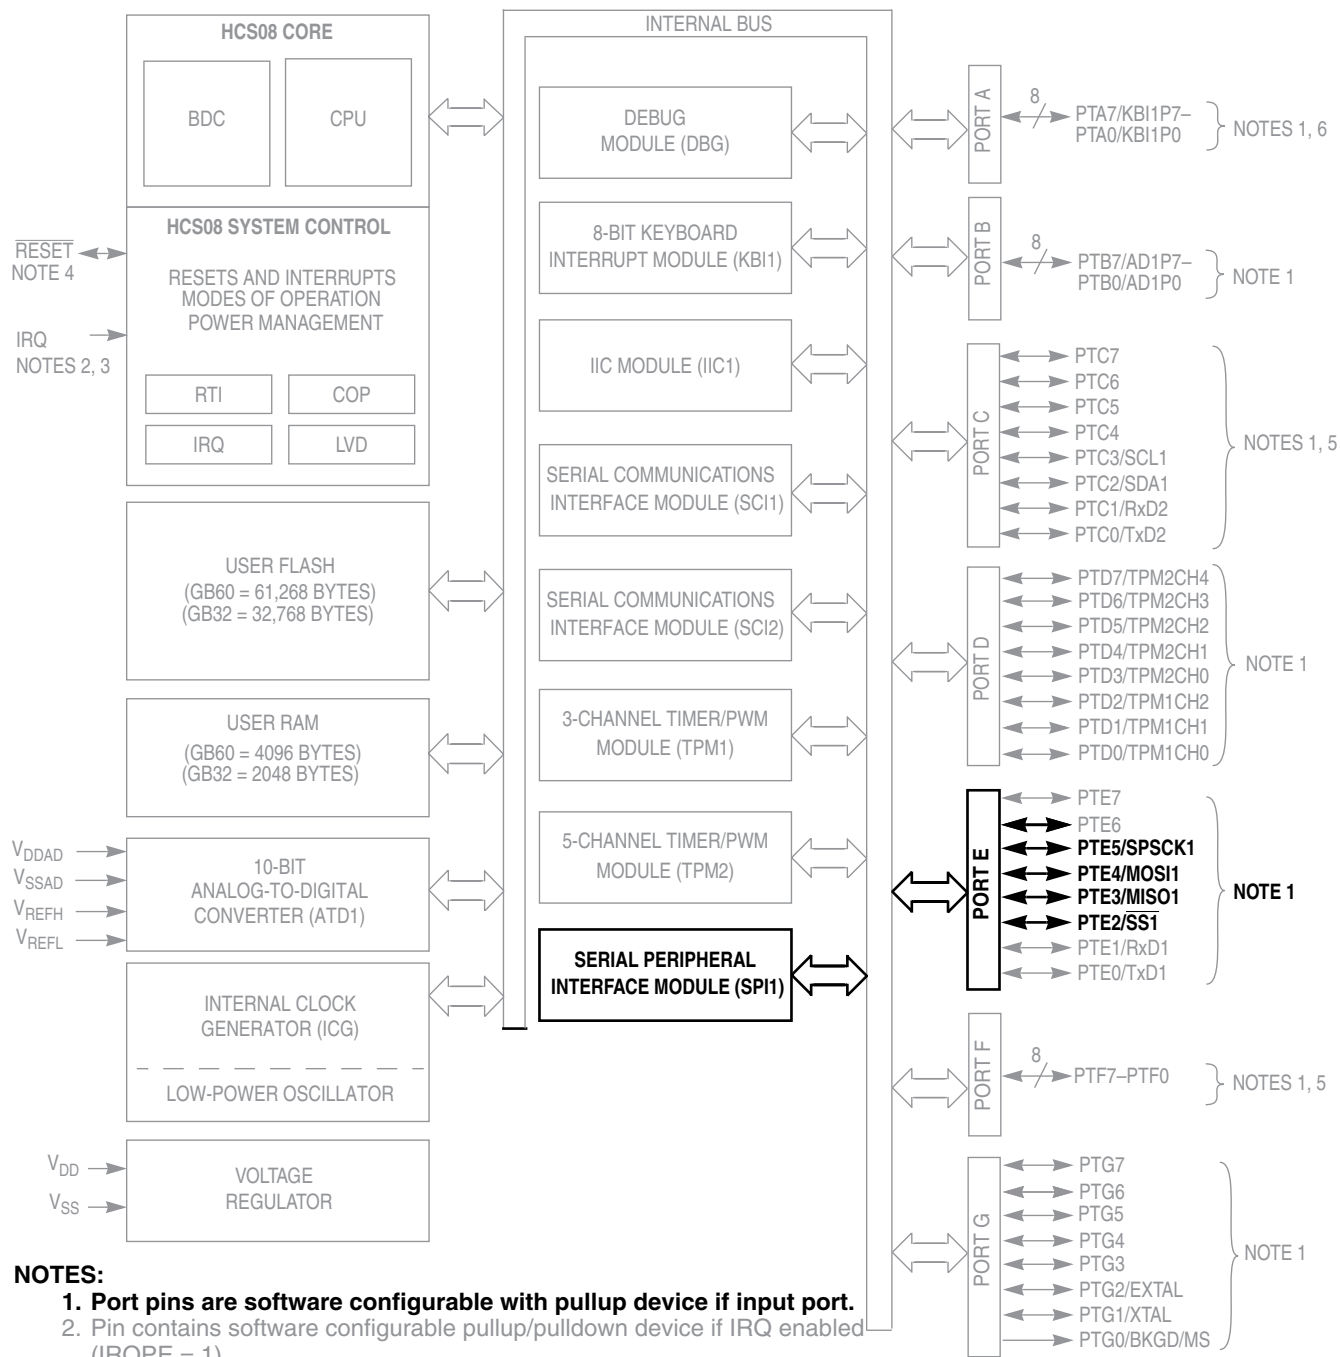 HCS08 CORE
BDC
CPU
HCS08 SYSTEM CONTROL
RESETS AND INTERRUPTS
MODES OF OPERATION
POWER MANAGEMENT
RTI
COP
IRQ
LVD
RESET
NOTE 4
IRQ
NOTES 2, 3
USER FLASH
(GB60 = 61,268 BYTES)
(GB32 = 32,768 BYTES)
USER RAM
(GB60 = 4096 BYTES)
(GB32 = 2048 BYTES)
VDDAD
VSSAD
VREFH
VREFL
10-BIT
ANALOG-TO-DIGITAL
CONVERTER (ATD1)
INTERNAL CLOCK
GENERATOR (ICG)
LOW-POWER OSCILLATOR
VDD
VSS
VOLTAGE
REGULATOR
INTERNAL BUS
DEBUG
MODULE (DBG)
8-BIT KEYBOARD
INTERRUPT MODULE (KBI1)
IIC MODULE (IIC1)
SERIAL COMMUNICATIONS
INTERFACE MODULE (SCI1)
SERIAL COMMUNICATIONS
INTERFACE MODULE (SCI2)
3-CHANNEL TIMER/PWM
MODULE (TPM1)
5-CHANNEL TIMER/PWM
MODULE (TPM2)
SERIAL PERIPHERAL
INTERFACE MODULE (SPI1)
PORT A
8
PTA7/KBI1P7–
PTA0/KBI1P0
NOTES 1, 6
PORT B
8
PTB7/AD1P7–
PTB0/AD1P0
NOTE 1
PORT C
PTC7
PTC6
PTC5
PTC4
PTC3/SCL1
PTC2/SDA1
PTC1/RxD2
PTC0/TxD2
NOTES 1, 5
PORT D
PTD7/TPM2CH4
PTD6/TPM2CH3
PTD5/TPM2CH2
PTD4/TPM2CH1
PTD3/TPM2CH0
PTD2/TPM1CH2
PTD1/TPM1CH1
PTD0/TPM1CH0
NOTE 1
PORT E
PTE7
PTE6
PTE5/SPSCK1
PTE4/MOSI1
PTE3/MISO1
PTE2/SS1
PTE1/RxD1
PTE0/TxD1
NOTE 1
PORT F
8
PTF7–PTF0
NOTES 1, 5
PORT G
PTG7
PTG6
PTG5
PTG4
PTG3
PTG2/EXTAL
PTG1/XTAL
PTG0/BKGD/MS
NOTE 1
NOTES:
1. Port pins are software configurable with pullup device if input port.
2. Pin contains software configurable pullup/pulldown device if IRQ enabled
(IRQPE = 1)